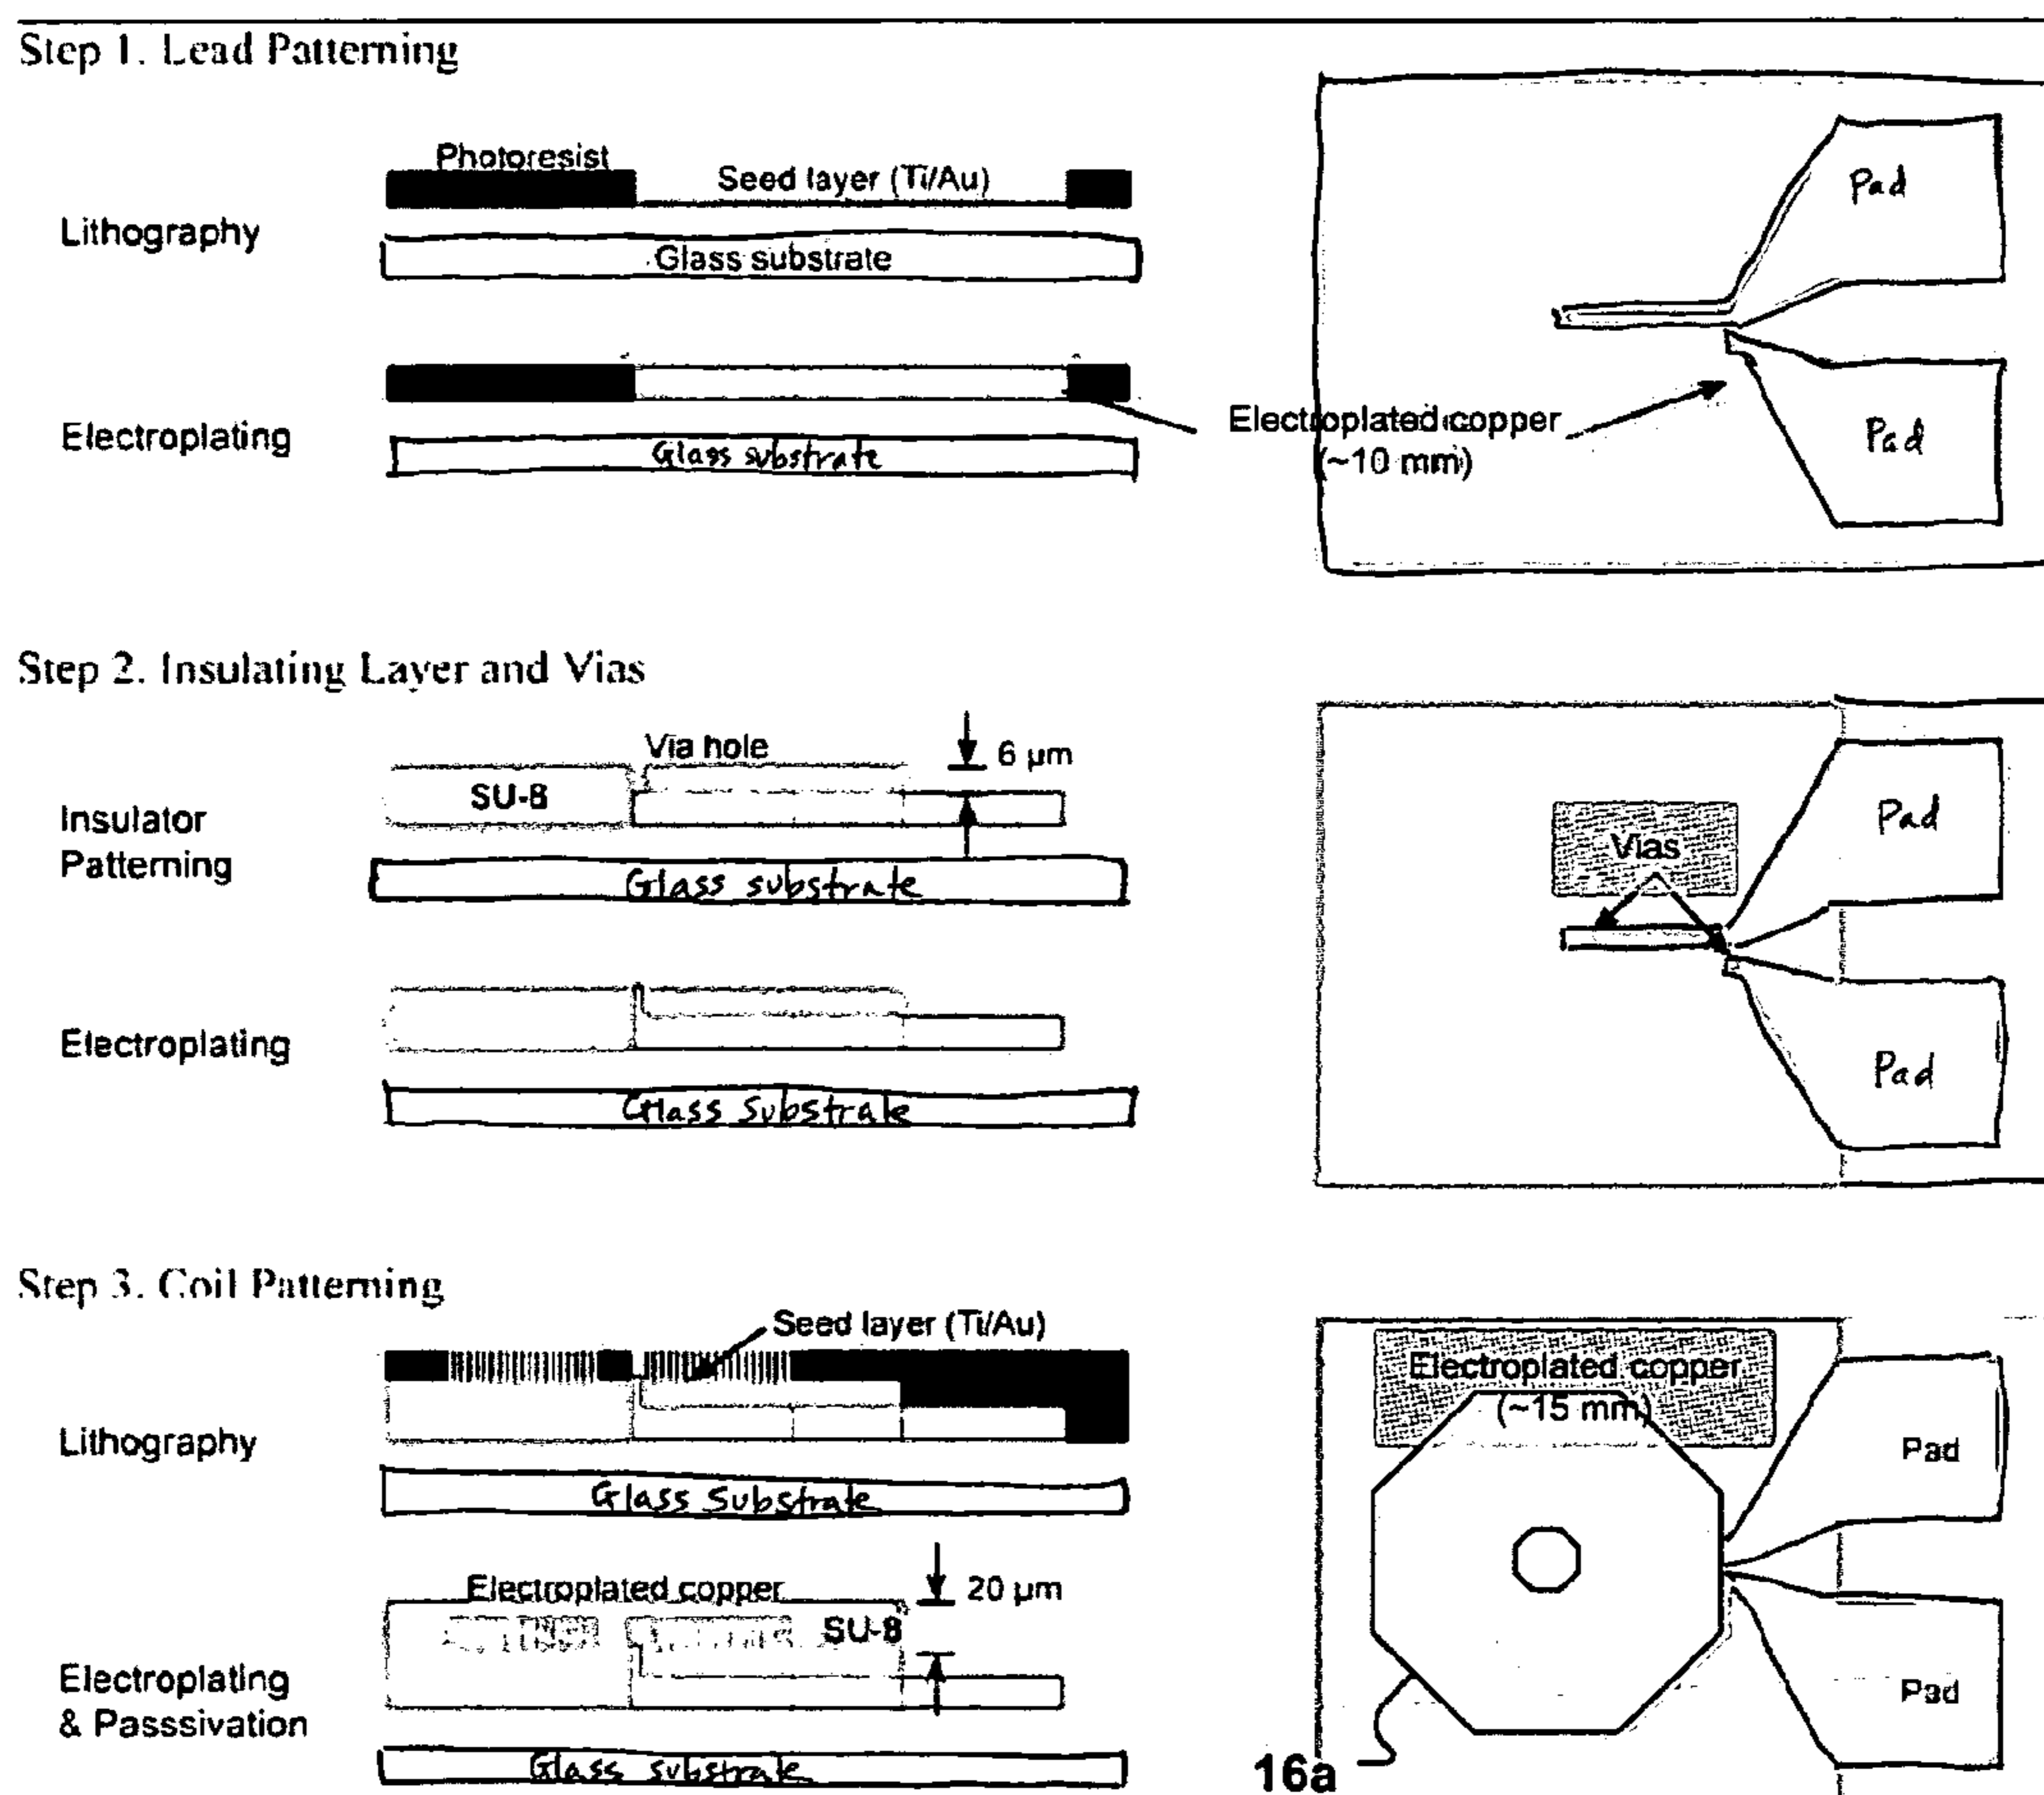 Step 1. Lead Patterning
Photoresist
Seed layer (Ti/Au)
Lithography
Glass substrate
Pad
Electroplating
Glass substrate
Electroplated copper
(~10 mm)
Pad
Step 2. Insulating Layer and Vias
Via hole
6 µm
SU-8
Insulator
Patterning
Glass substrate
Vias
Pad
Electroplating
Glass Substrate
Pad
Step 3. Coil Patterning
Seed layer (Ti/Au)
Lithography
Glass Substrate
Electroplated copper
(~15 mm)
Pad
Electroplated copper
20 µm
SU-8
Electroplating
& Passsivation
Glass substrate
Pad
16a